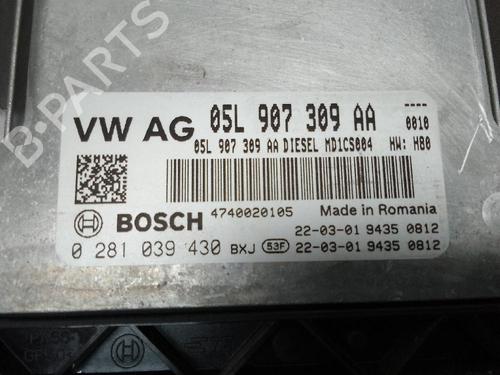 VW AG 05L 907 309 AA ---- 0010
05L 907 309 AA DIESEL MD1CS004 HW: H80
BOSCH 4740020105 Made in Romania
22-03-01 9435 0812
0 281 039 430 BXJ 53F 22-03-01 9435 0812
B-PARTS
BOSCH